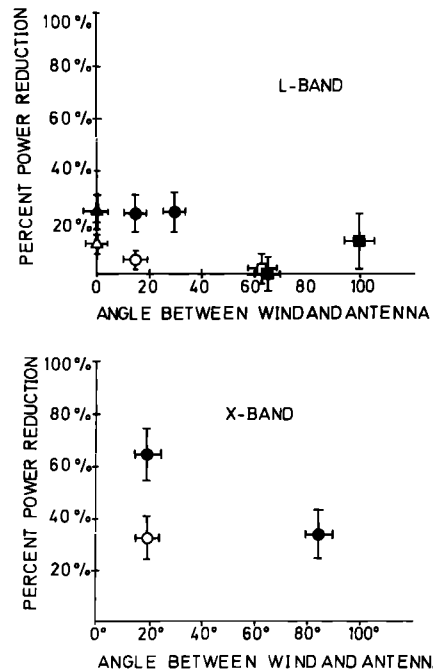 PERCENT POWER REDUCTION
100%
80%
40%
20%
L-BAND
0 20 40 60 80 100
ANGLE BETWEEN WIND AND ANTENNA
PERCENT POWER REDUCTION
100%
80%
60%
40%
20%
X-BAND
0° 20° 40° 60° 80° 100°
ANGLE BETWEEN WIND AND ANTENN